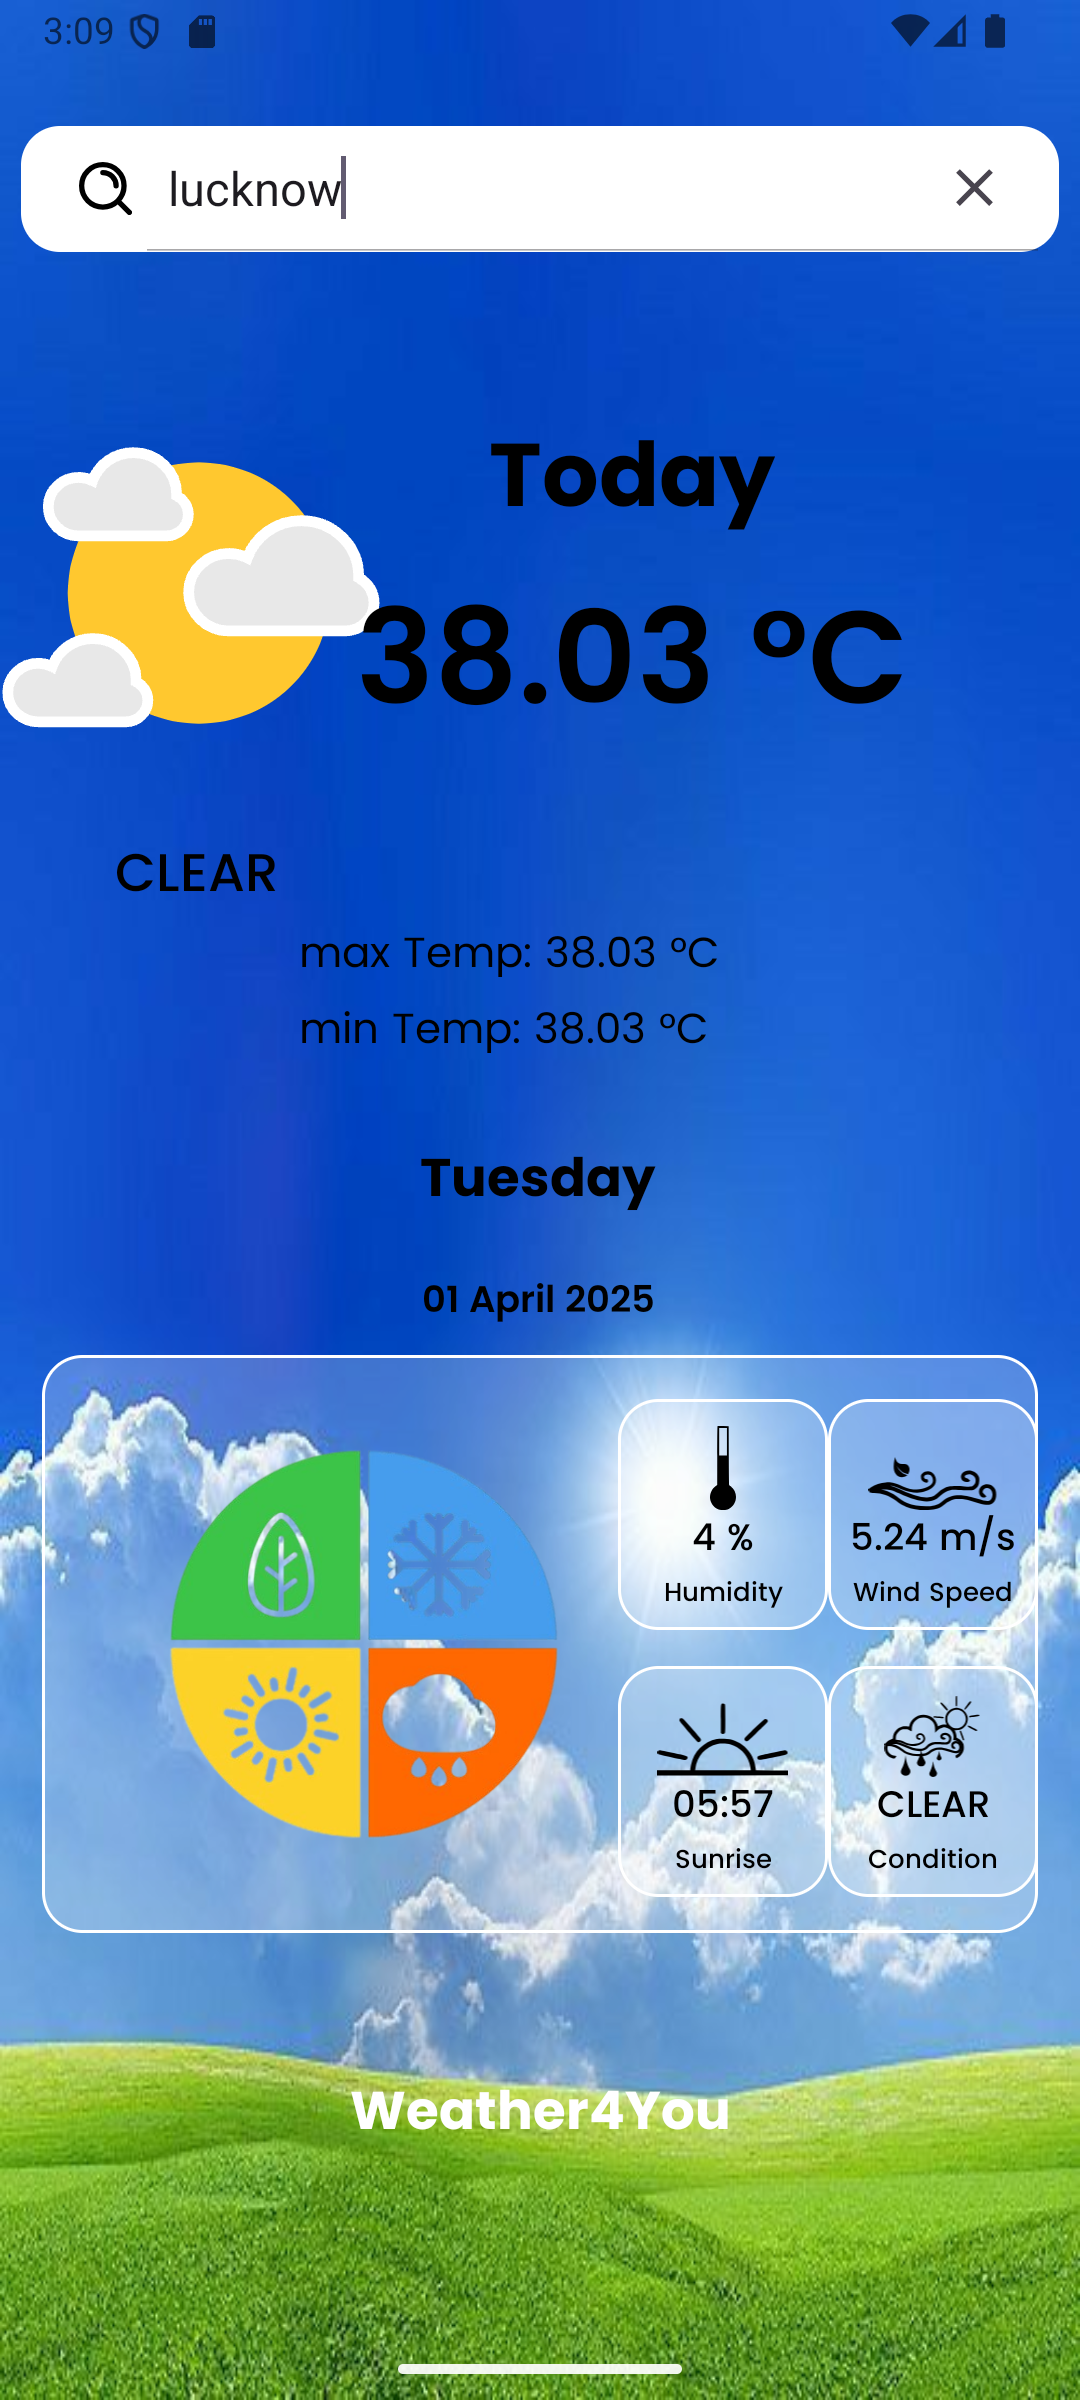 3:09
lucknow
Today
38.03 °C
CLEAR
max Temp: 38.03 °C
min Temp: 38.03 °C
Tuesday
01 April 2025
4 %
Humidity
5.24 m/s
Wind Speed
05:57
Sunrise
CLEAR
Condition
Weather4You